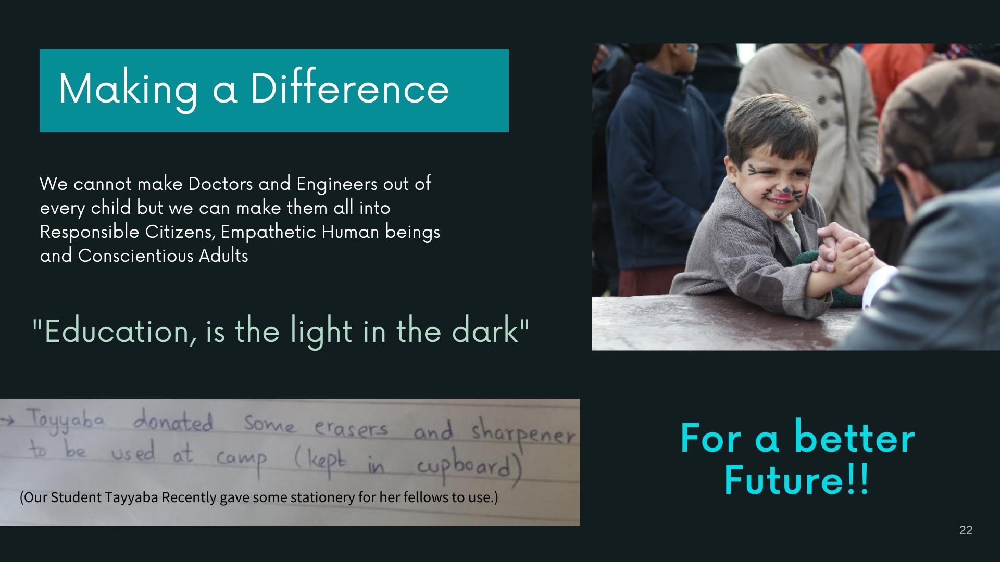 Making a Difference
We cannot make Doctors and Engineers out of
every child but we can make them all into
Responsible Citizens, Empathetic Human beings
and Conscientious Adults
"Education, is the light in the dark"
→ Tayyaba donated some erasers and sharpener
to be used at camp (kept in cupboard)
(Our Student Tayyaba Recently gave some stationery for her fellows to use.)
For a better
Future!!
22